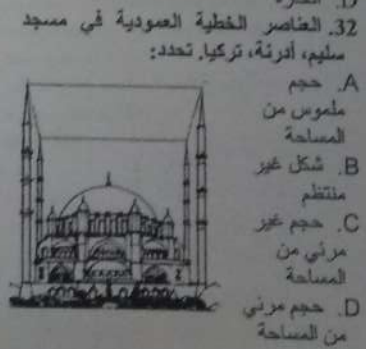 32. العناصر الخطية العمودية في مسجد
سليم، أدرنة، تركيا. تحدد:
A. حجم
ملموس من
المساحة
B. شكل غير
منتظم
C. حجم غير
مرئي من
المساحة
D. حجم مرئي
من المساحة